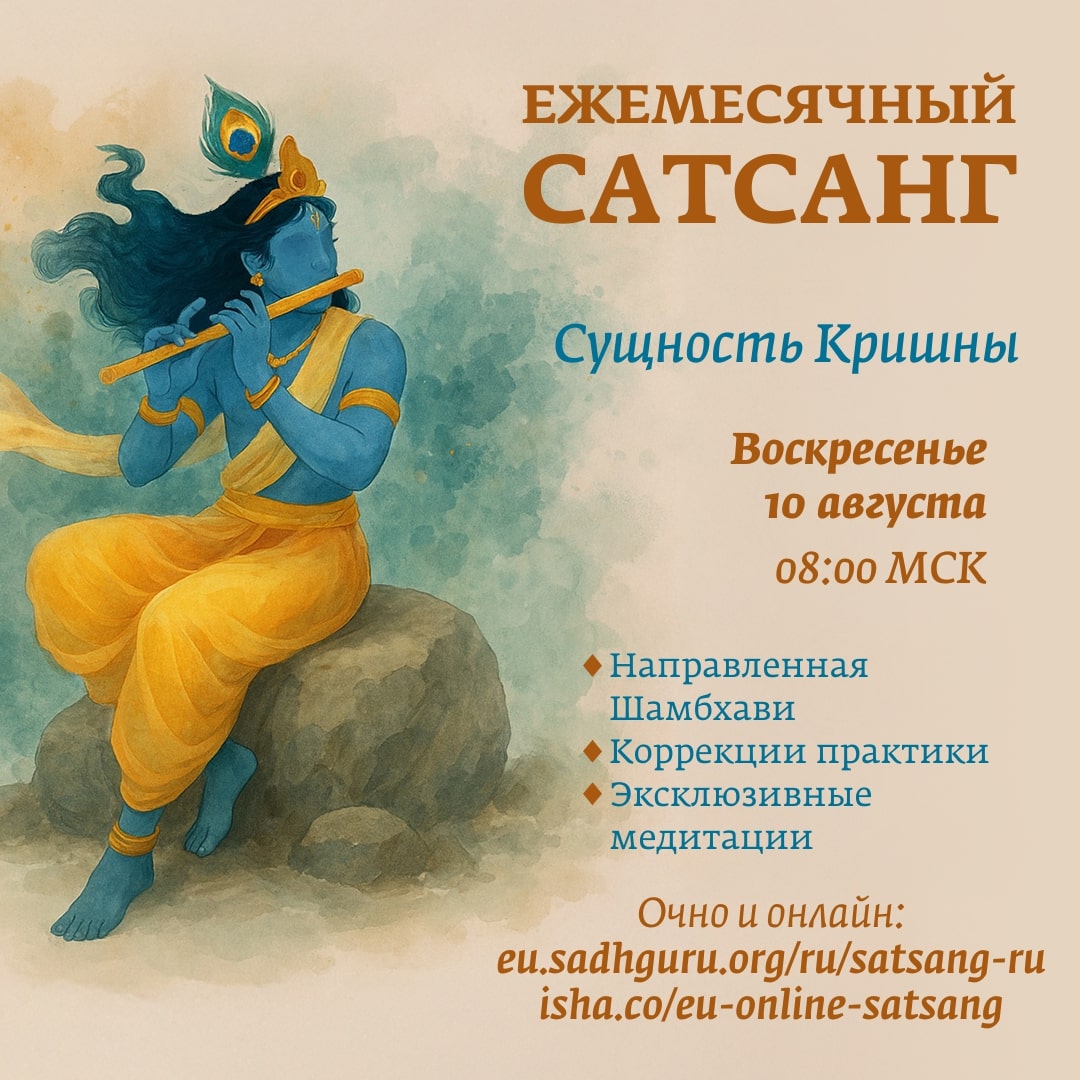 ЕЖЕМЕСЯЧНЫЙ
САТСАНГ
Сущность Кришны
Воскресенье
10 августа
08:00 МСК
♦ Направленная
Шамбхави
♦ Коррекции практики
♦ Эксклюзивные
медитации
Очно и онлайн:
eu.sadhguru.org/ru/satsang-ru
isha.co/eu-online-satsang